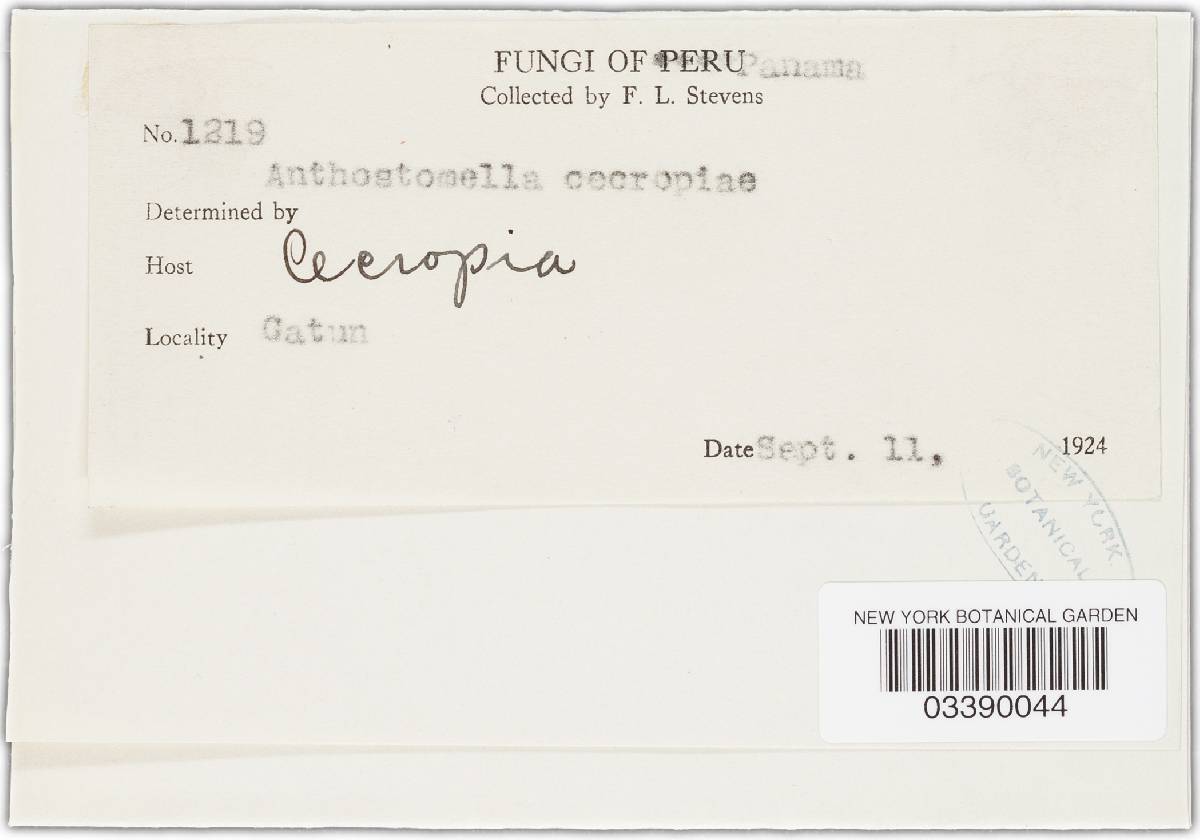 FUNGI OF PERU Panama
Collected by F. L. Stevens
No. 1219
Anthostomella cecropiae
Determined by
Host Cecropia
Locality Gatun
Date Sept. 11, 1924
NEW YORK
BOTANICAL
GARDEN
NEW YORK BOTANICAL GARDEN
03390044